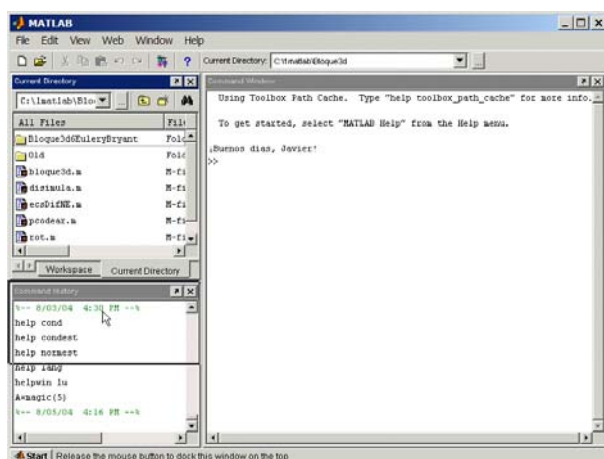 MATLAB
File Edit View Web Window Help
Current Directory: C:\lmatlab\Bloque3d
Current Directory
C:\lmatlab\Blo
All Files File
Bloque3d6EuleryBryant Fold
Old Fold
bloque3d.m M-fi
disimula.m M-fi
ecsDifNE.m M-fi
pcodear.m M-fi
rot.m M-fi
Workspace Current Directory
Command History
%-- 8/03/04 4:30 PM --%
help cond
help condest
help normest
help lang
helpwin lu
A=magic(5)
%-- 8/05/04 4:16 PM --%
Command Window
Using Toolbox Path Cache. Type "help toolbox_path_cache" for more info.
To get started, select "MATLAB Help" from the Help menu.
¡Buenos dias, Javier!
>>
Start Release the mouse button to dock this window on the top